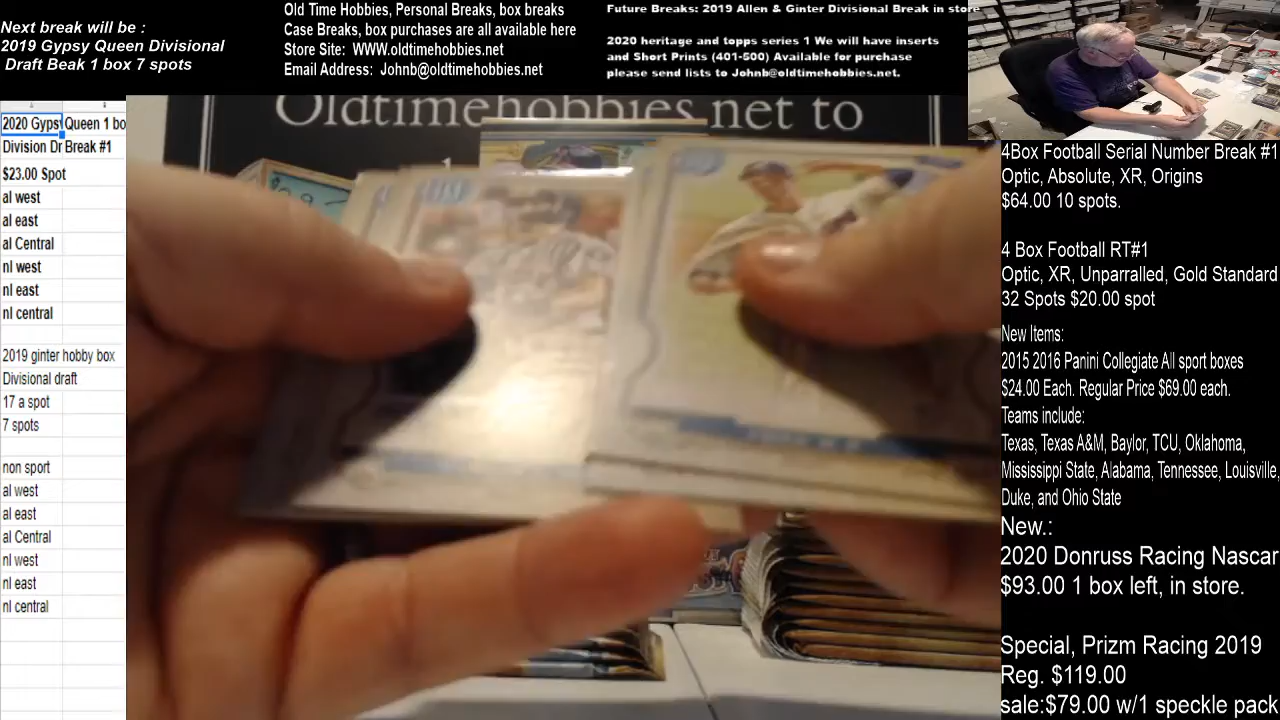 Next break will be :
2019 Gypsy Queen Divisional
Draft Beak 1 box 7 spots
Old Time Hobbies, Personal Breaks, box breaks
Case Breaks, box purchases are all available here
Store Site: WWW.oldtimehobbies.net
Email Address: Johnb@oldtimehobbies.net
Future Breaks: 2019 Allen & Ginter Divisional Break in store
2020 heritage and topps series 1 We will have inserts
and Short Prints (401-500) Available for purchase
please send lists to Johnb@oldtimehobbies.net.
2020 Gypsy Queen 1 bo
Division Dr Break #1
$23.00 Spot
al west
al east
al Central
nl west
nl east
nl central
2019 ginter hobby box
Divisional draft
17 a spot
7 spots
non sport
al west
al east
al Central
nl west
nl east
nl central
Oldtimehobbies.net to
4Box Football Serial Number Break #1
Optic, Absolute, XR, Origins
$64.00 10 spots.
4 Box Football RT#1
Optic, XR, Unparralled, Gold Standard
32 Spots $20.00 spot
New Items:
2015 2016 Panini Collegiate All sport boxes
$24.00 Each. Regular Price $69.00 each.
Teams include:
Texas, Texas A&M, Baylor, TCU, Oklahoma,
Mississippi State, Alabama, Tennessee, Louisville,
Duke, and Ohio State
New.:
2020 Donruss Racing Nascar
$93.00 1 box left, in store.
Special, Prizm Racing 2019
Reg. $119.00
sale:$79.00 w/1 speckle pack